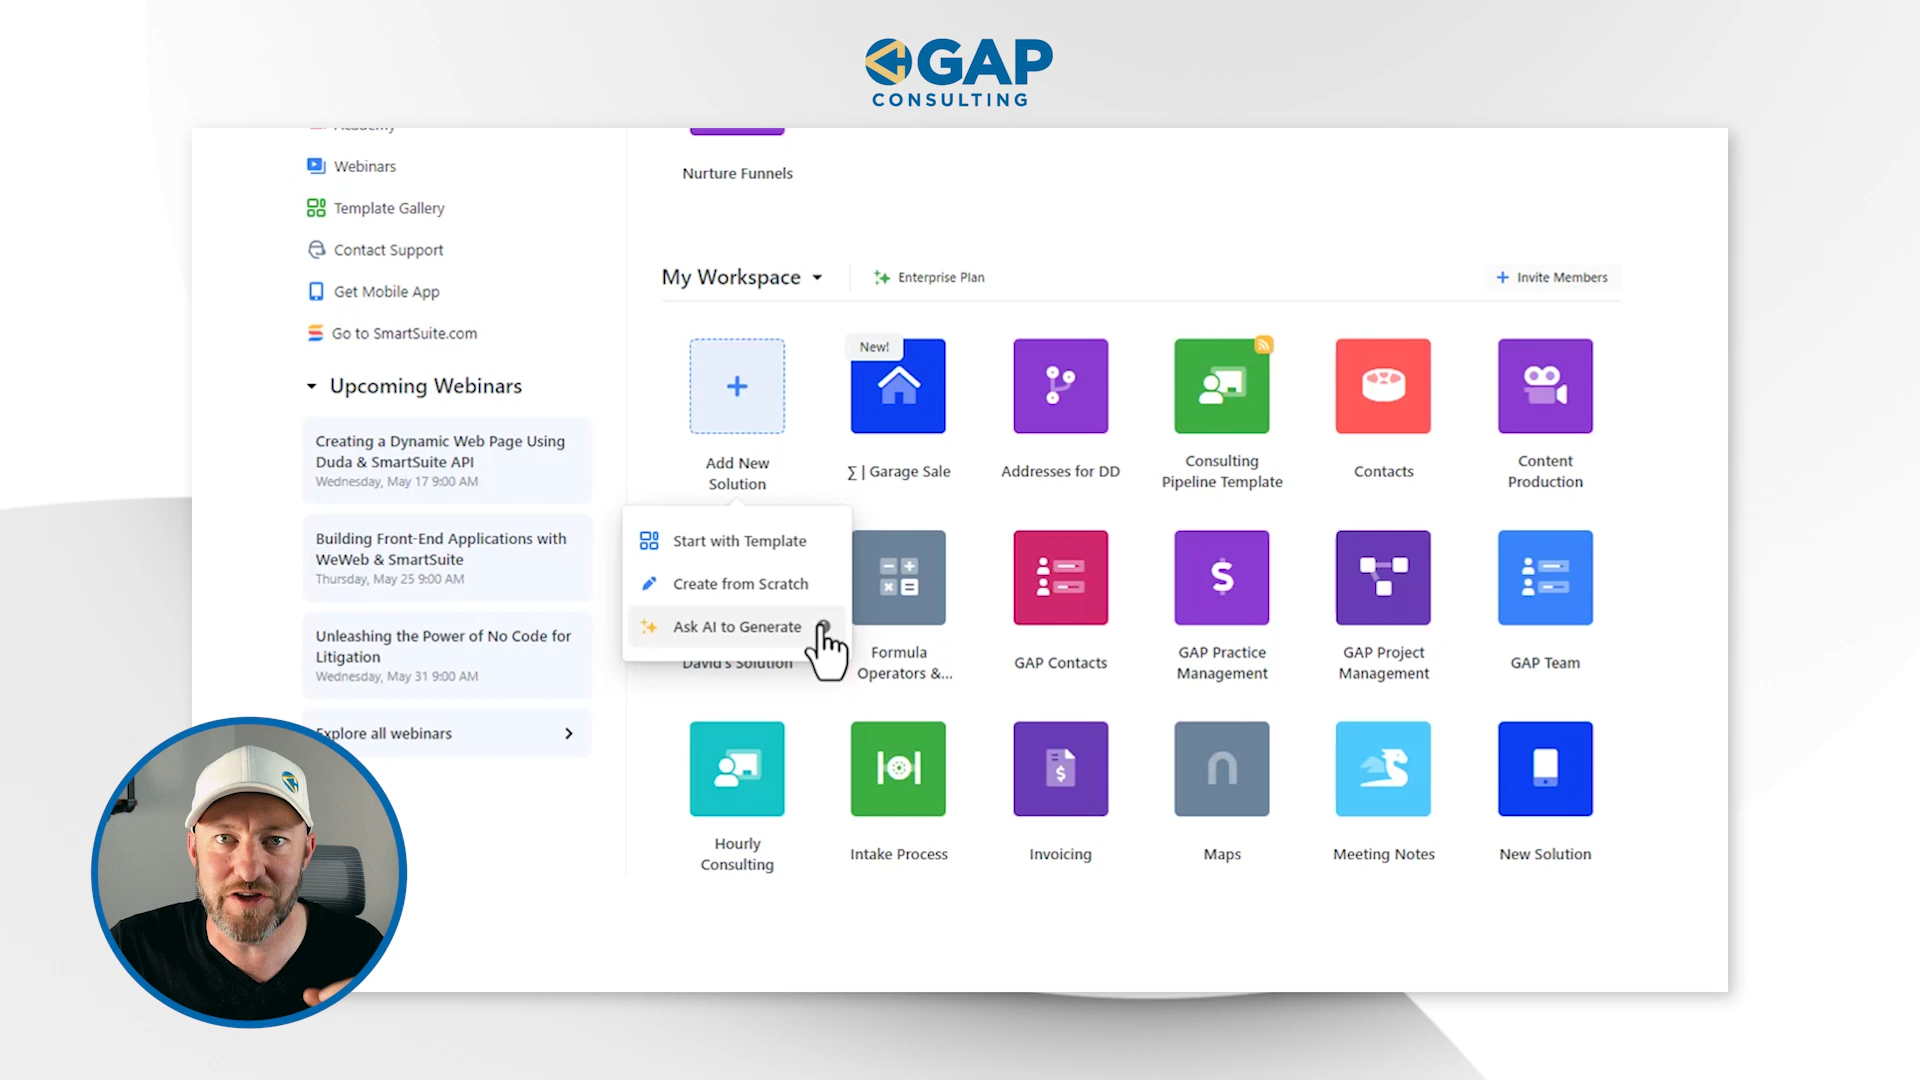 GAP
CONSULTING
Academy
Webinars
Template Gallery
Contact Support
Get Mobile App
Go to SmartSuite.com
Upcoming Webinars
Creating a Dynamic Web Page Using
Duda & SmartSuite API
Wednesday, May 17 9:00 AM
Building Front-End Applications with
WeWeb & SmartSuite
Thursday, May 25 9:00 AM
Unleashing the Power of No Code for
Litigation
Wednesday, May 31 9:00 AM
Explore all webinars
Nurture Funnels
My Workspace
Enterprise Plan
+ Invite Members
New!
Add New
Solution
∑ | Garage Sale
Addresses for DD
Consulting
Pipeline Template
Contacts
Content
Production
Start with Template
Create from Scratch
Ask AI to Generate
David's Solution
Formula
Operators &...
GAP Contacts
GAP Practice
Management
GAP Project
Management
GAP Team
Hourly
Consulting
Intake Process
Invoicing
Maps
Meeting Notes
New Solution